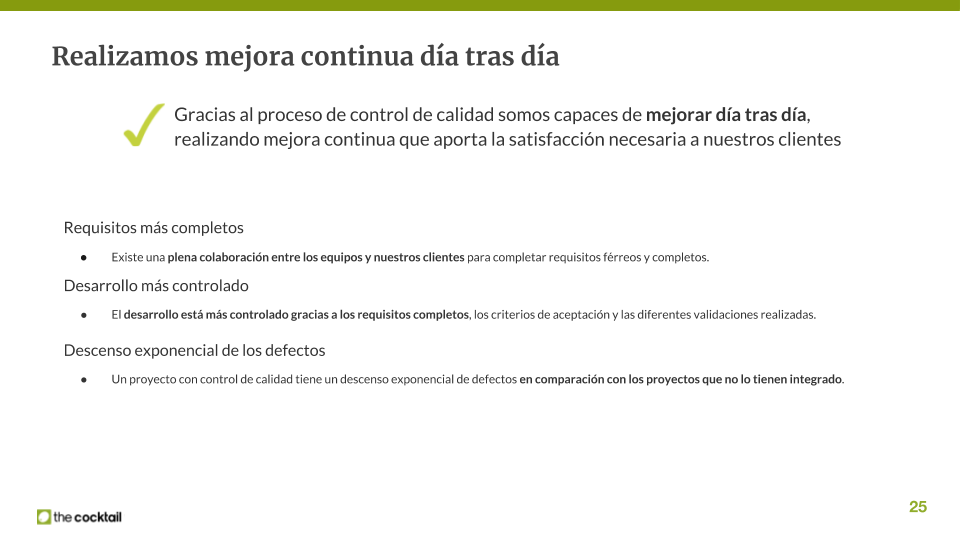 Realizamos mejora continua día tras día
Gracias al proceso de control de calidad somos capaces de mejorar día tras día,
realizando mejora continua que aporta la satisfacción necesaria a nuestros clientes
Requisitos más completos
● Existe una plena colaboración entre los equipos y nuestros clientes para completar requisitos férreos y completos.
Desarrollo más controlado
● El desarrollo está más controlado gracias a los requisitos completos, los criterios de aceptación y las diferentes validaciones realizadas.
Descenso exponencial de los defectos
● Un proyecto con control de calidad tiene un descenso exponencial de defectos en comparación con los proyectos que no lo tienen integrado.
the cocktail
25